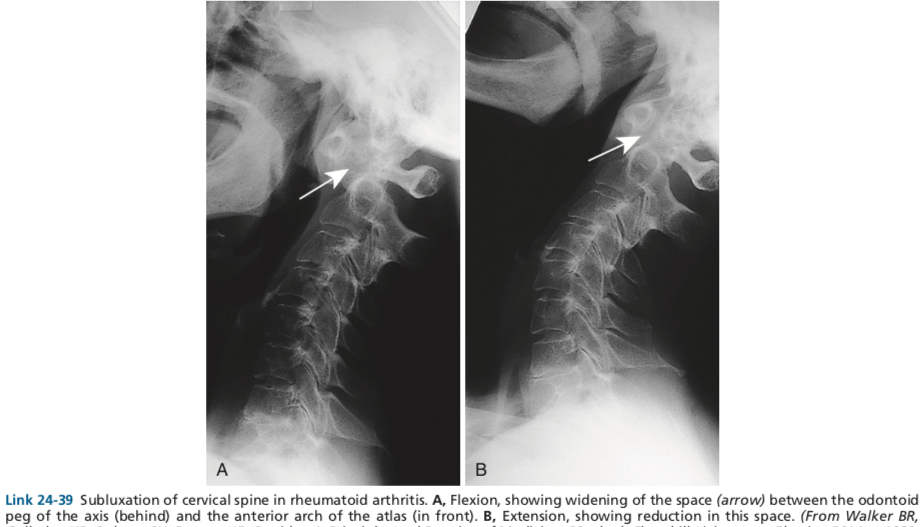 A
B
Link 24-39 Subluxation of cervical spine in rheumatoid arthritis. A, Flexion, showing widening of the space (arrow) between the odontoid
peg of the axis (behind) and the anterior arch of the atlas (in front). B, Extension, showing reduction in this space. (From Walker BR,